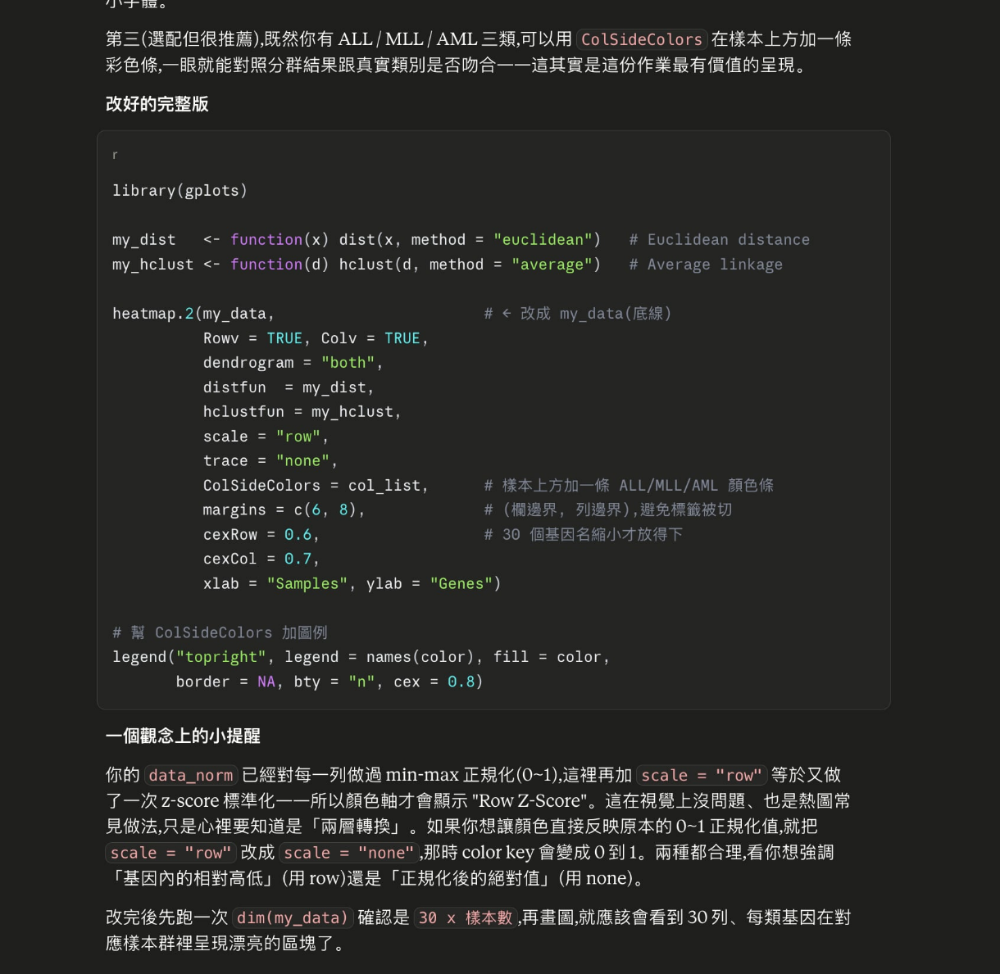 小字體。
第三(選配但很推薦),既然你有 ALL / MLL / AML 三類,可以用 ColSideColors 在樣本上方加一條
彩色條,一眼就能對照分群結果跟真實類別是否吻合——這其實是這份作業最有價值的呈現。
改好的完整版
r
library(gplots)
my_dist   <- function(x) dist(x, method = "euclidean")   # Euclidean distance
my_hclust <- function(d) hclust(d, method = "average")   # Average linkage
heatmap.2(my_data,                       # ← 改成 my_data(底線)
          Rowv = TRUE, Colv = TRUE,
          dendrogram = "both",
          distfun  = my_dist,
          hclustfun = my_hclust,
          scale = "row",
          trace = "none",
          ColSideColors = col_list,      # 樣本上方加一條 ALL/MLL/AML 顏色條
          margins = c(6, 8),             # (欄邊界, 列邊界),避免標籤被切
          cexRow = 0.6,                  # 30 個基因名縮小才放得下
          cexCol = 0.7,
          xlab = "Samples", ylab = "Genes")
# 幫 ColSideColors 加圖例
legend("topright", legend = names(color), fill = color,
       border = NA, bty = "n", cex = 0.8)
一個觀念上的小提醒
你的 data_norm 已經對每一列做過 min-max 正規化(0~1),這裡再加 scale = "row" 等於又做
了一次 z-score 標準化——所以顏色軸才會顯示 "Row Z-Score"。這在視覺上沒問題、也是熱圖常
見做法,只是心裡要知道是「兩層轉換」。如果你想讓顏色直接反映原本的 0~1 正規化值,就把
scale = "row" 改成 scale = "none",那時 color key 會變成 0 到 1。兩種都合理,看你想強調
「基因內的相對高低」(用 row)還是「正規化後的絕對值」(用 none)。
改完後先跑一次 dim(my_data) 確認是 30 x 樣本數,再畫圖,就應該會看到 30 列、每類基因在對
應樣本群裡呈現漂亮的區塊了。